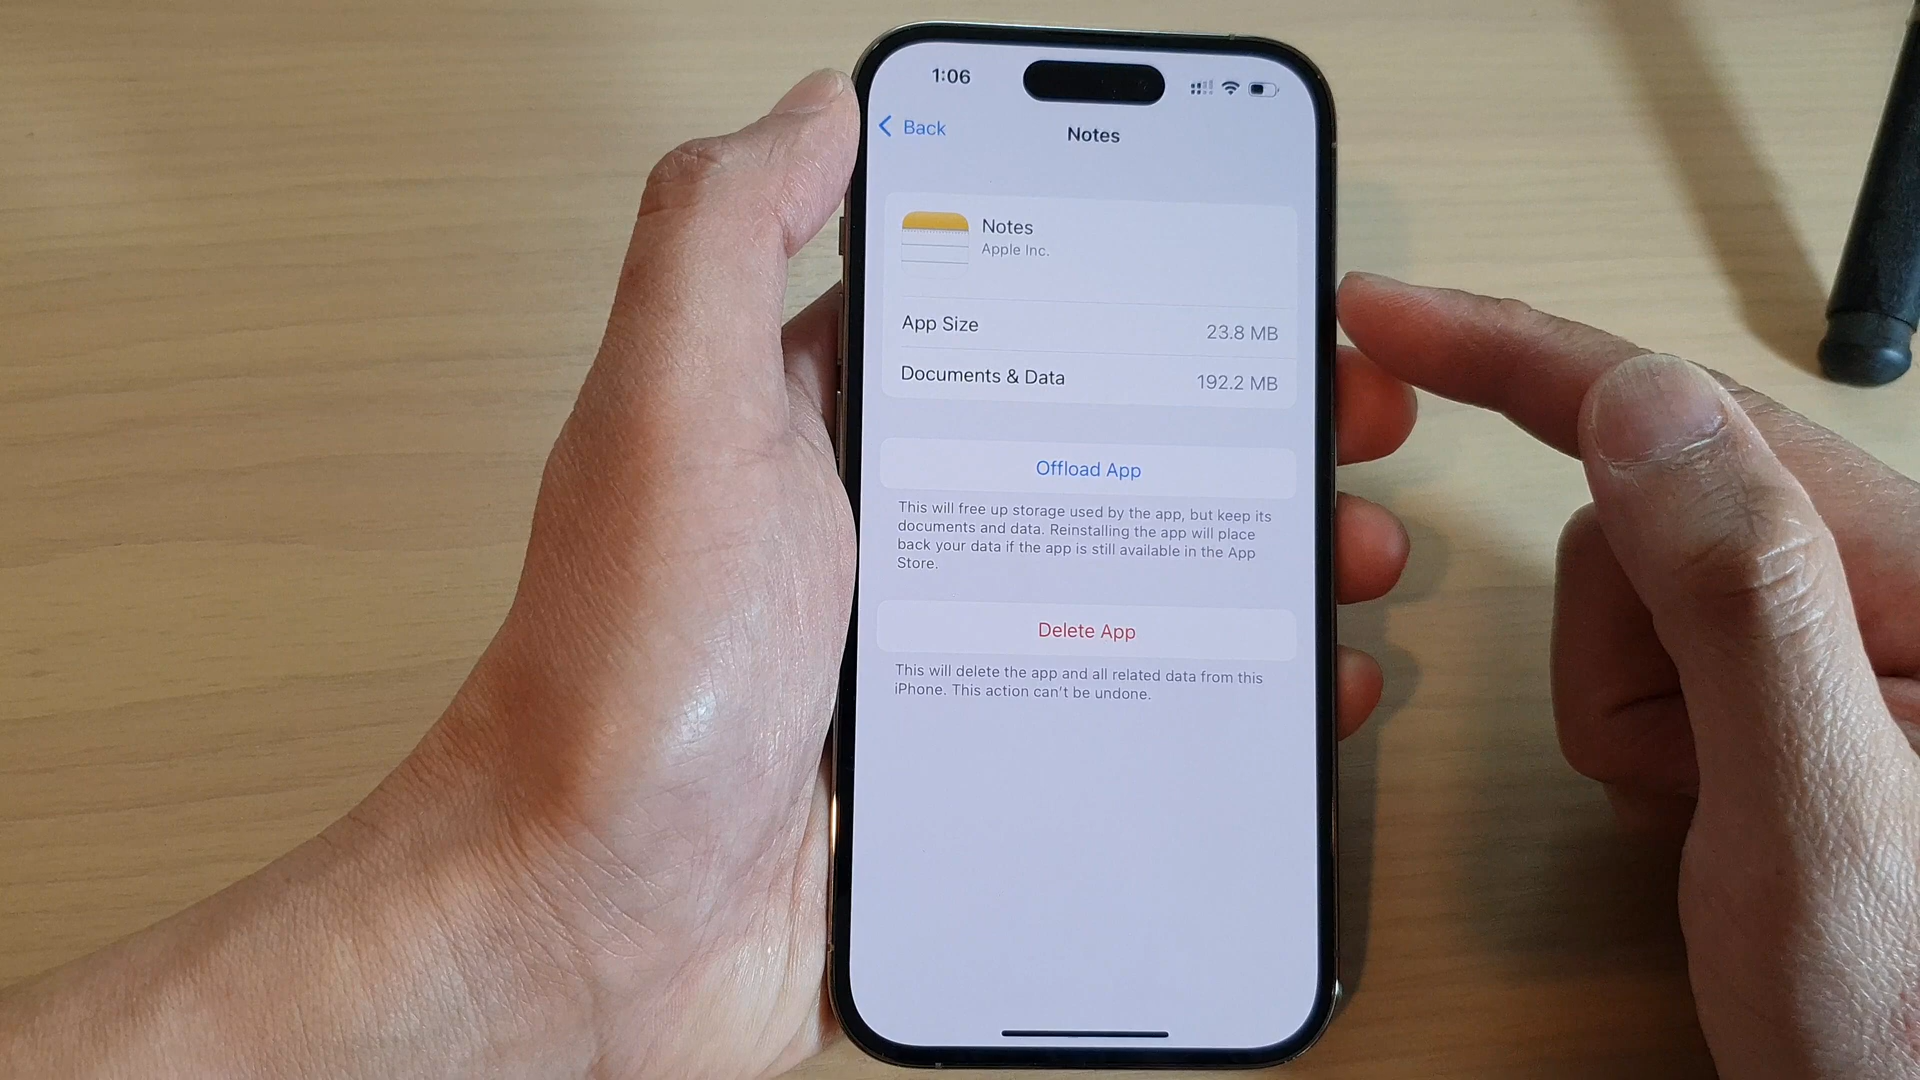 1:06
Back
Notes
Notes
Apple Inc.
App Size
23.8 MB
Documents & Data
192.2 MB
Offload App
This will free up storage used by the app, but keep its
documents and data. Reinstalling the app will place
back your data if the app is still available in the App
Store.
Delete App
This will delete the app and all related data from this
iPhone. This action can't be undone.